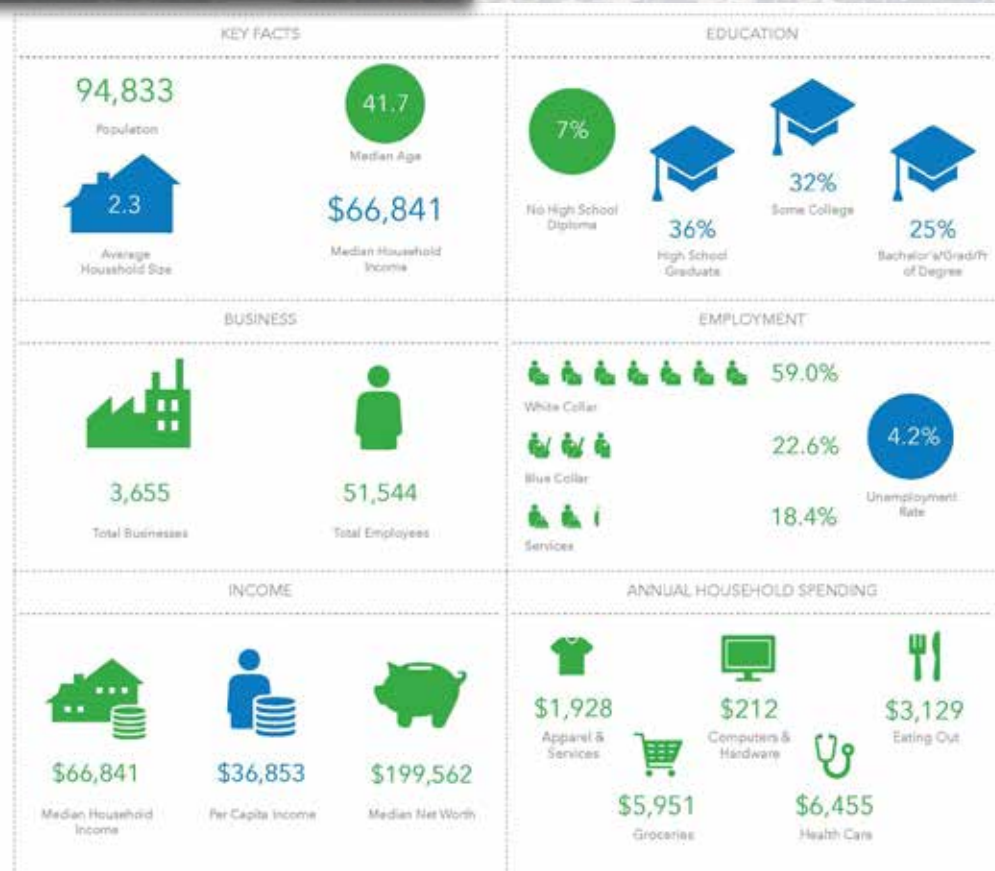 KEY FACTS
94,833
Population
41.7
Median Age
2.3
Average
Household Size
$66,841
Median Household
Income
EDUCATION
7%
No High School
Diploma
36%
High School
Graduate
32%
Some College
25%
Bachelor's/Grad/Pr
of Degree
BUSINESS
3,655
Total Businesses
51,544
Total Employees
EMPLOYMENT
59.0%
White Collar
22.6%
Blue Collar
18.4%
Services
4.2%
Unemployment
Rate
INCOME
$66,841
Median Household
Income
$36,853
Per Capita Income
$199,562
Median Net Worth
ANNUAL HOUSEHOLD SPENDING
$1,928
Apparel &
Services
$212
Computers &
Hardware
$3,129
Eating Out
$5,951
Groceries
$6,455
Health Care